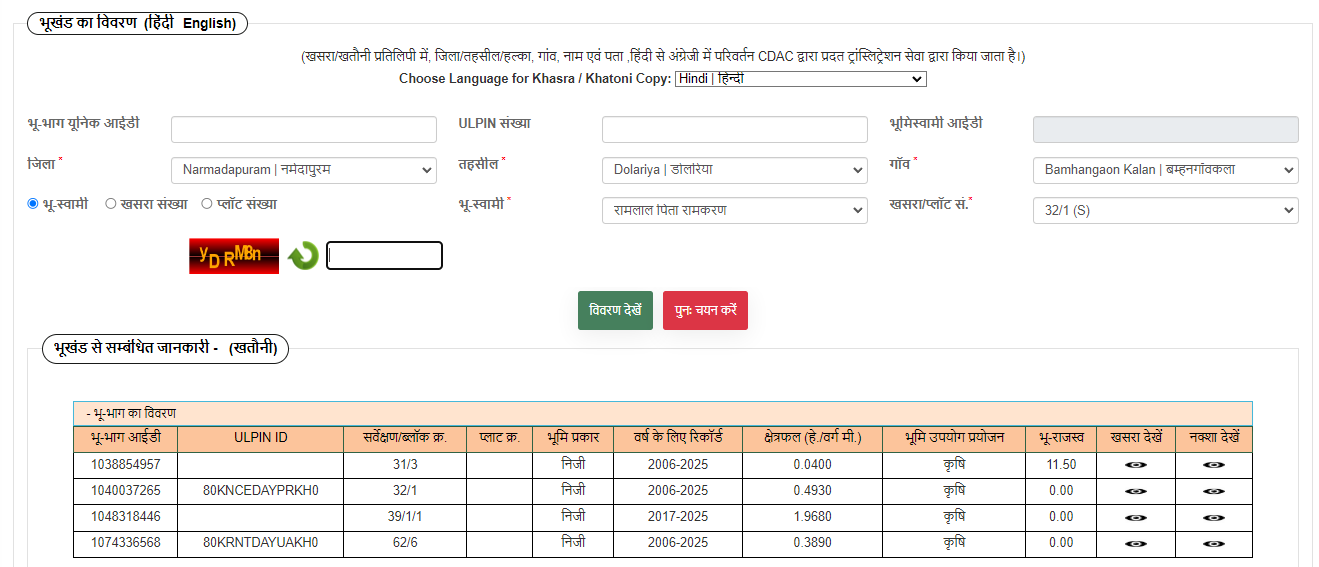 भूखंड का विवरण (हिंदी English)
(खसरा/खतौनी प्रतिलिपी में, जिला/तहसील/हल्का, गांव, नाम एवं पता ,हिंदी से अंग्रेजी में परिवर्तन CDAC द्वारा प्रदत ट्रांस्लिट्रेशन सेवा द्वारा किया जाता है।)
Choose Language for Khasra / Khatoni Copy: Hindi | हिन्दी
भू-भाग यूनिक आईडी ULPIN संख्या भूमिस्वामी आईडी
जिला * Narmadapuram | नर्मदापुरम तहसील * Dolariya | डोलरिया गाँव * Bamhangaon Kalan | बम्हनगाँवकला
भू-स्वामी खसरा संख्या प्लॉट संख्या भू-स्वामी * रामलाल पिता रामकरण खसरा/प्लॉट सं.* 32/1 (S)
yDRMBn
विवरण देखें पुनः चयन करें
भूखंड से सम्बंधित जानकारी - (खतौनी)
- भू-भाग का विवरण
भू-भाग आईडी ULPIN ID सर्वेक्षण/ब्लॉक क्र. प्लाट क्र. भूमि प्रकार वर्ष के लिए रिकॉर्ड क्षेत्रफल (हे./वर्ग मी.) भूमि उपयोग प्रयोजन भू-राजस्व खसरा देखें नक्शा देखें
1038854957 31/3 निजी 2006-2025 0.0400 कृषि 11.50
1040037265 80KNCEDAYPRKH0 32/1 निजी 2006-2025 0.4930 कृषि 0.00
1048318446 39/1/1 निजी 2017-2025 1.9680 कृषि 0.00
1074336568 80KRNTDAYUAKH0 62/6 निजी 2006-2025 0.3890 कृषि 0.00